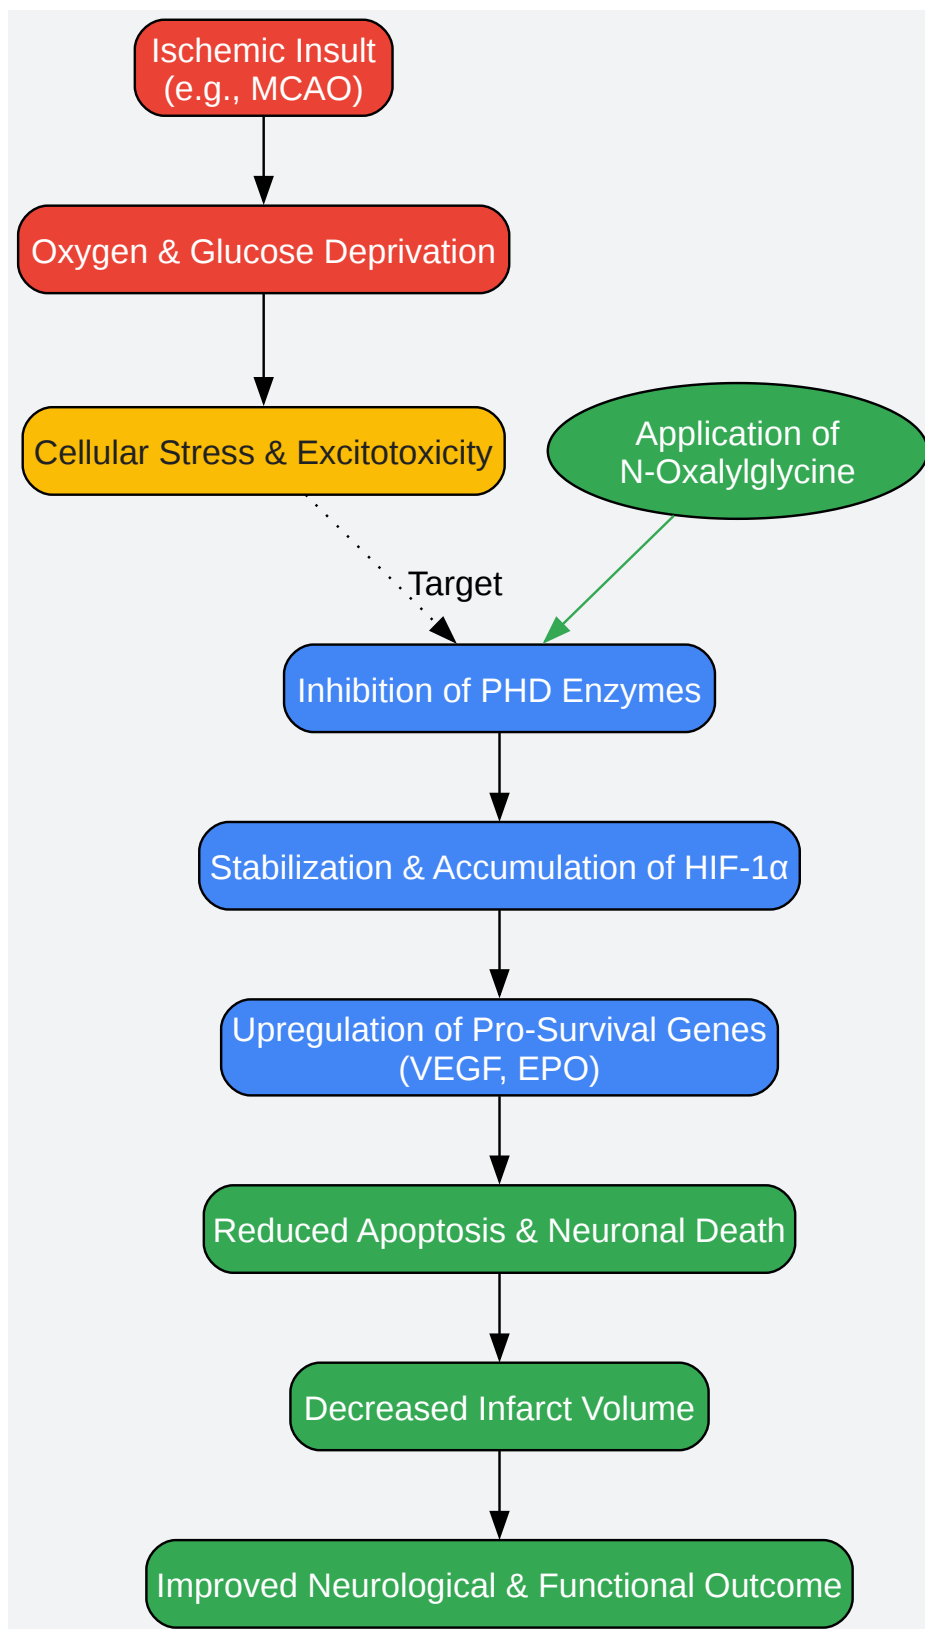 Ischemic Insult
(e.g., MCAO)
Oxygen & Glucose Deprivation
Cellular Stress & Excitotoxicity
Application of
N-Oxalylglycine
Target
Inhibition of PHD Enzymes
Stabilization & Accumulation of HIF-1α
Upregulation of Pro-Survival Genes
(VEGF, EPO)
Reduced Apoptosis & Neuronal Death
Decreased Infarct Volume
Improved Neurological & Functional Outcome